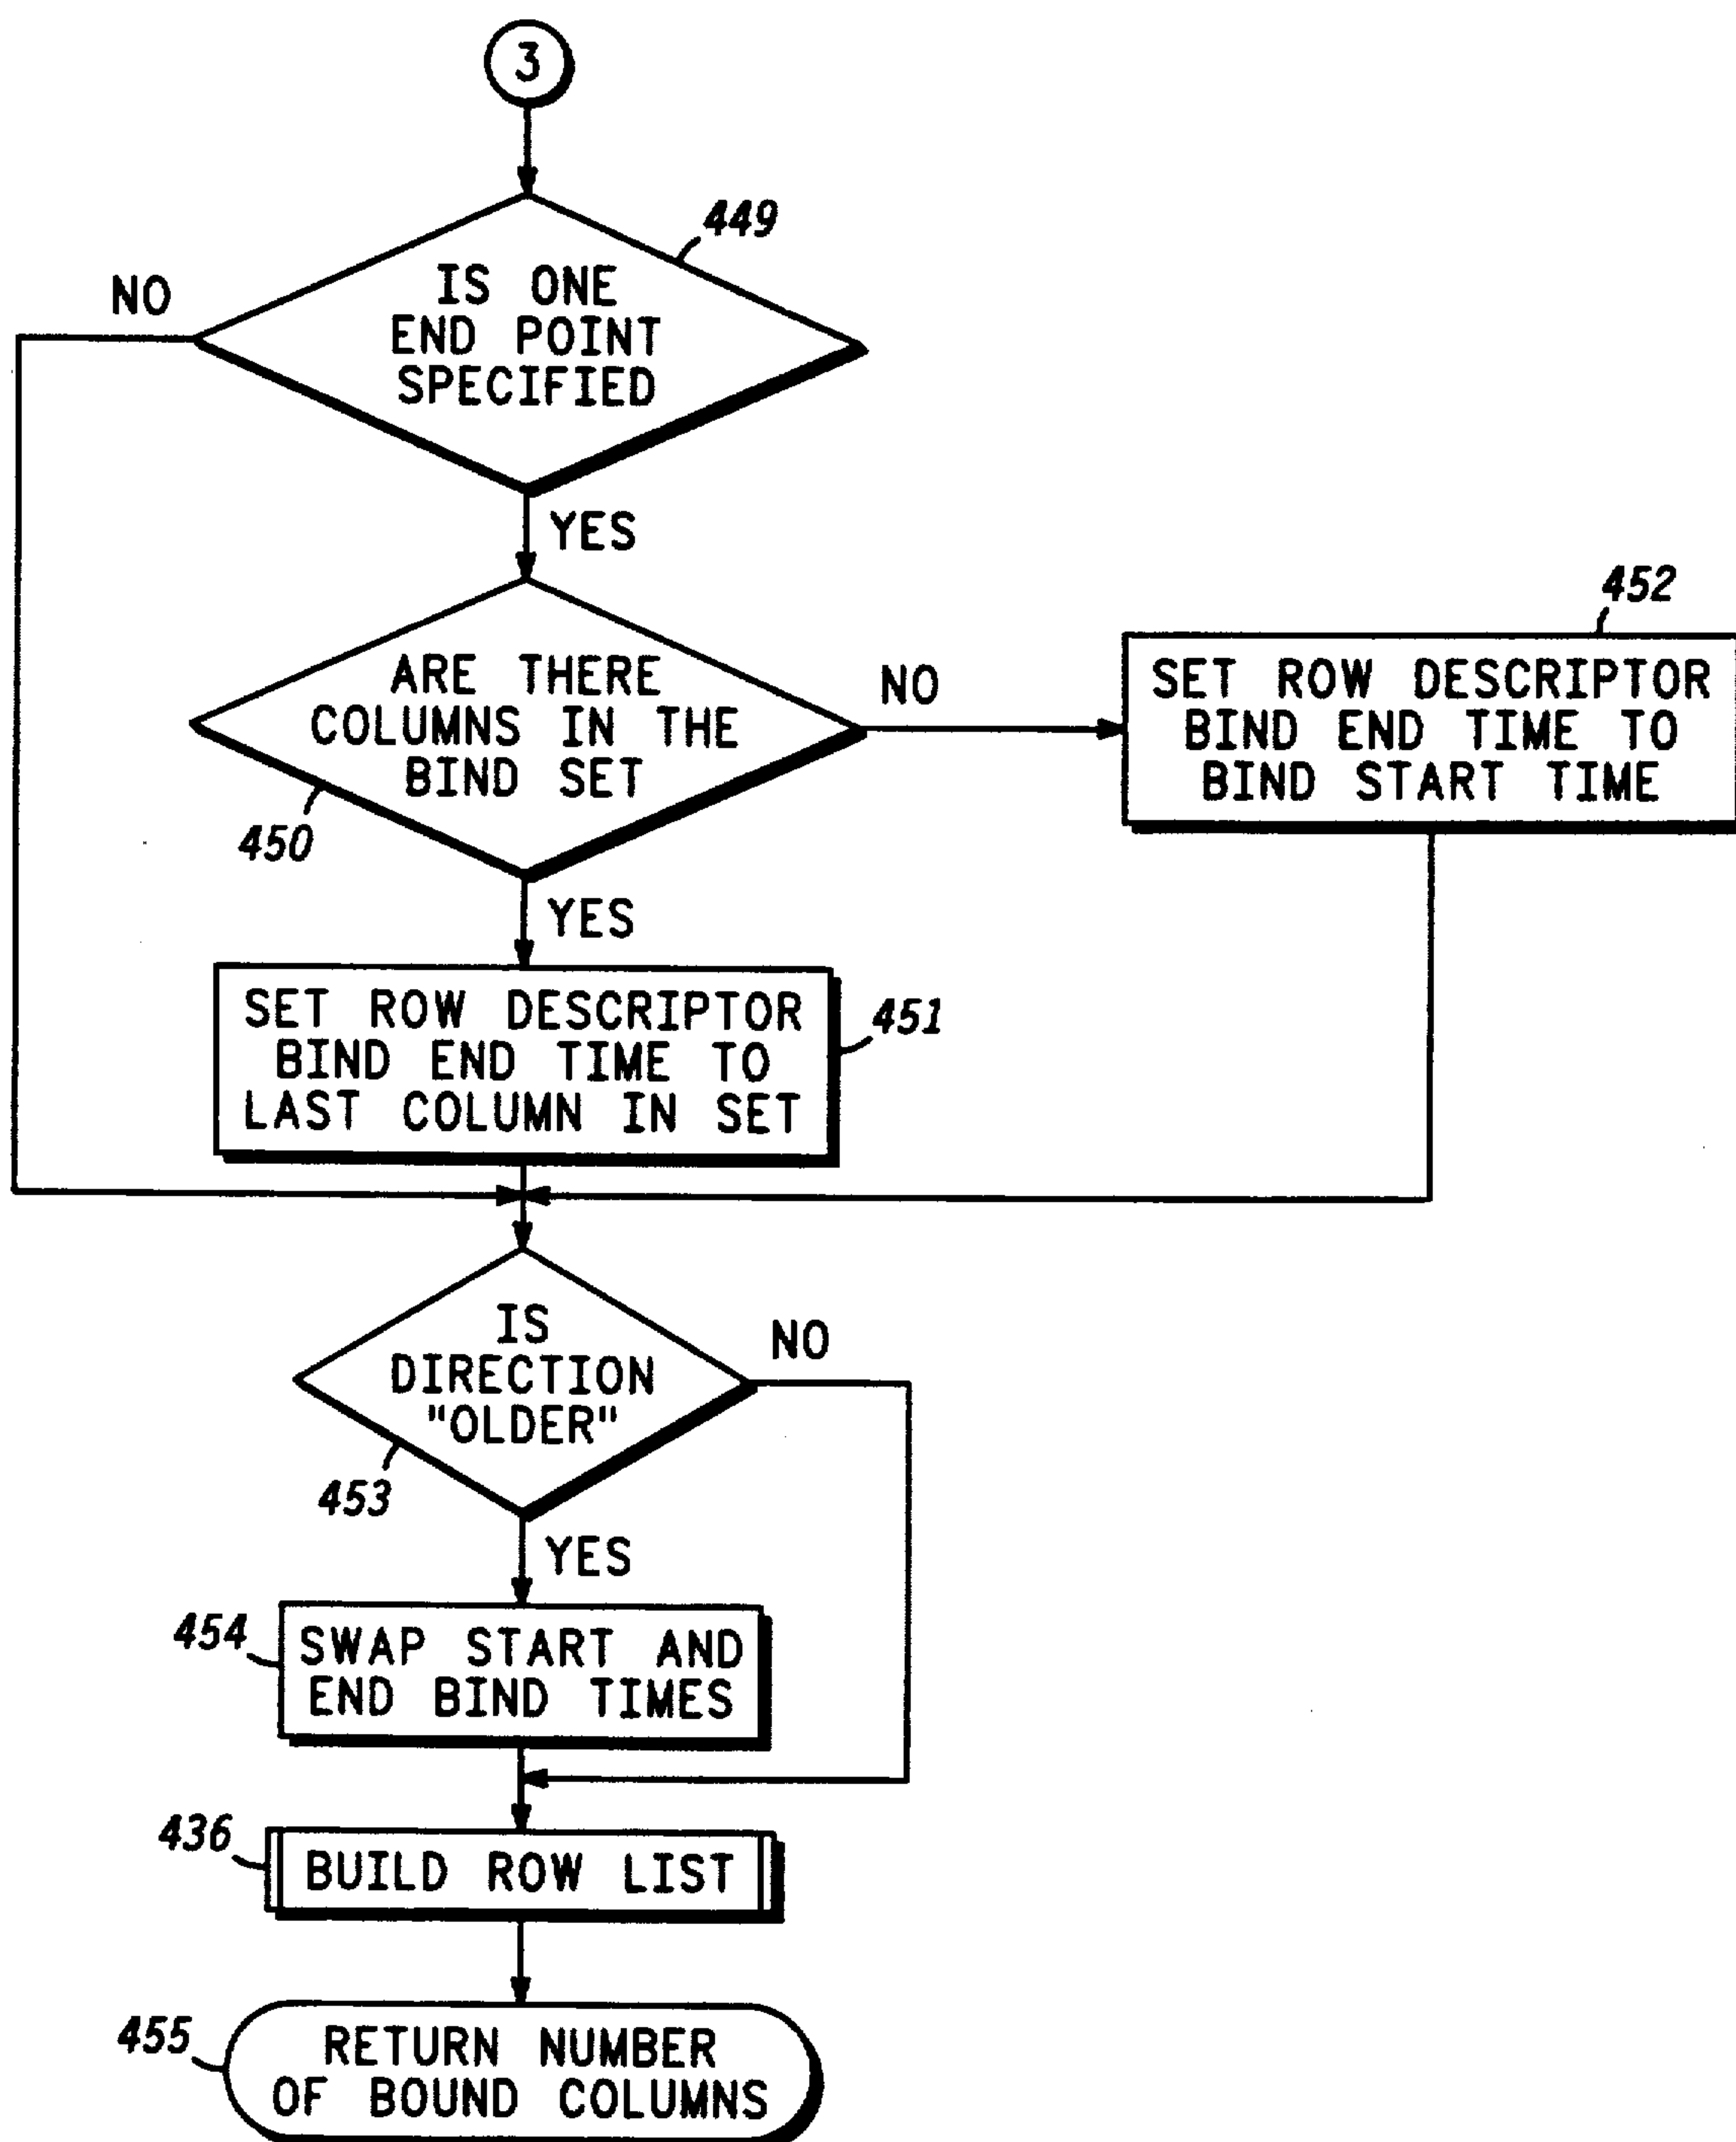 3
449
IS ONE
END POINT
SPECIFIED
NO
YES
ARE THERE
COLUMNS IN THE
BIND SET
450
NO
452
SET ROW DESCRIPTOR
BIND END TIME TO
BIND START TIME
YES
SET ROW DESCRIPTOR
BIND END TIME TO
LAST COLUMN IN SET
451
IS
DIRECTION
"OLDER"
453
NO
YES
454
SWAP START AND
END BIND TIMES
436
BUILD ROW LIST
455
RETURN NUMBER
OF BOUND COLUMNS